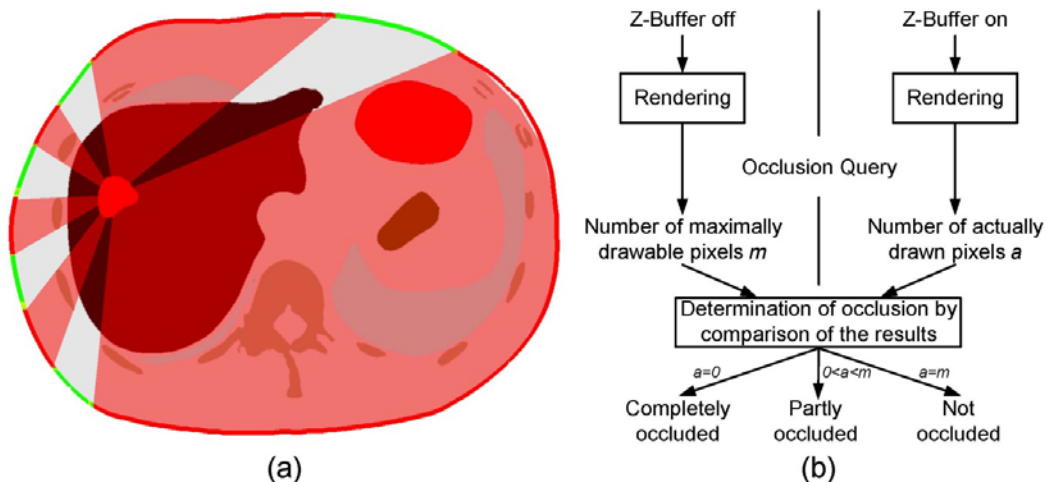 Z-Buffer off
Z-Buffer on
Rendering
Rendering
Occlusion Query
Number of maximally
drawable pixels m
Number of actually
drawn pixels a
Determination of occlusion by
comparison of the results
a=0
0<a<m
a=m
Completely
occluded
Partly
occluded
Not
occluded
(a)
(b)